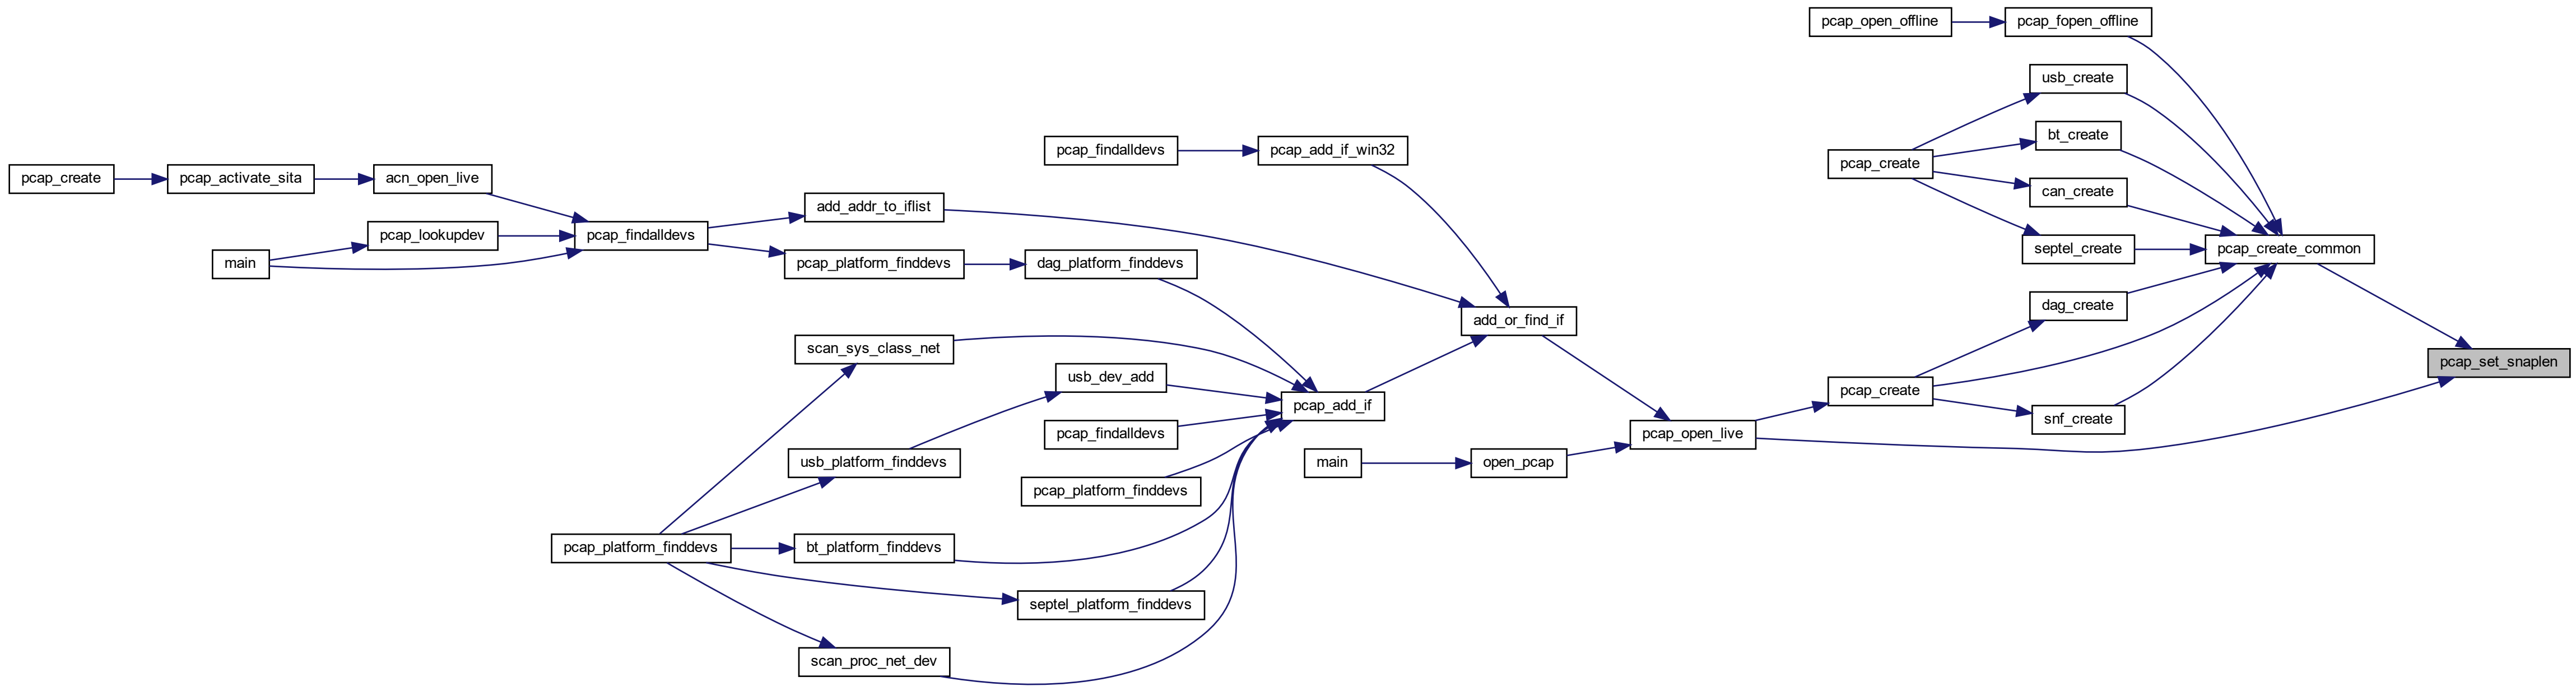 pcap_open_offline
pcap_fopen_offline
usb_create
bt_create
pcap_findalldevs
pcap_add_if_win32
pcap_create
pcap_create
pcap_activate_sita
acn_open_live
can_create
add_addr_to_iflist
pcap_lookupdev
pcap_findalldevs
septel_create
pcap_create_common
main
pcap_platform_finddevs
dag_platform_finddevs
dag_create
add_or_find_if
scan_sys_class_net
pcap_set_snaplen
usb_dev_add
pcap_create
pcap_add_if
snf_create
pcap_findalldevs
pcap_open_live
usb_platform_finddevs
main
open_pcap
pcap_platform_finddevs
pcap_platform_finddevs
bt_platform_finddevs
septel_platform_finddevs
scan_proc_net_dev